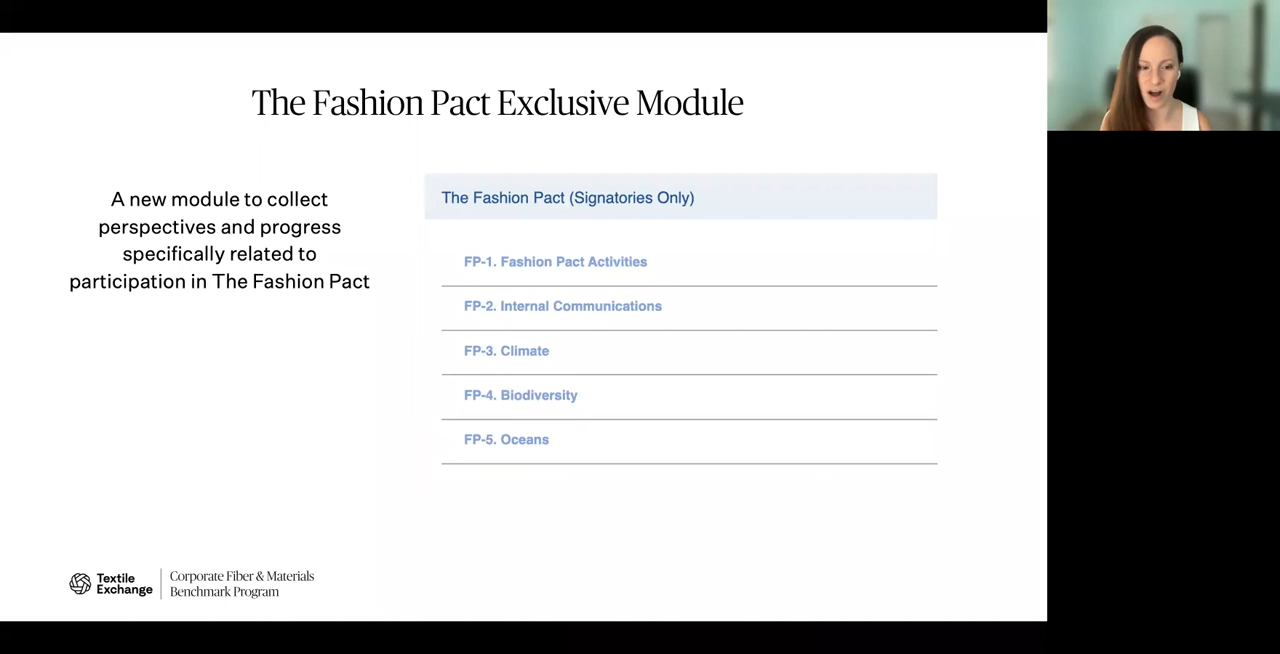 The Fashion Pact Exclusive Module
A new module to collect
perspectives and progress
specifically related to
participation in The Fashion Pact
The Fashion Pact (Signatories Only)
FP-1. Fashion Pact Activities
FP-2. Internal Communications
FP-3. Climate
FP-4. Biodiversity
FP-5. Oceans
Textile
Exchange
Corporate Fiber & Materials
Benchmark Program